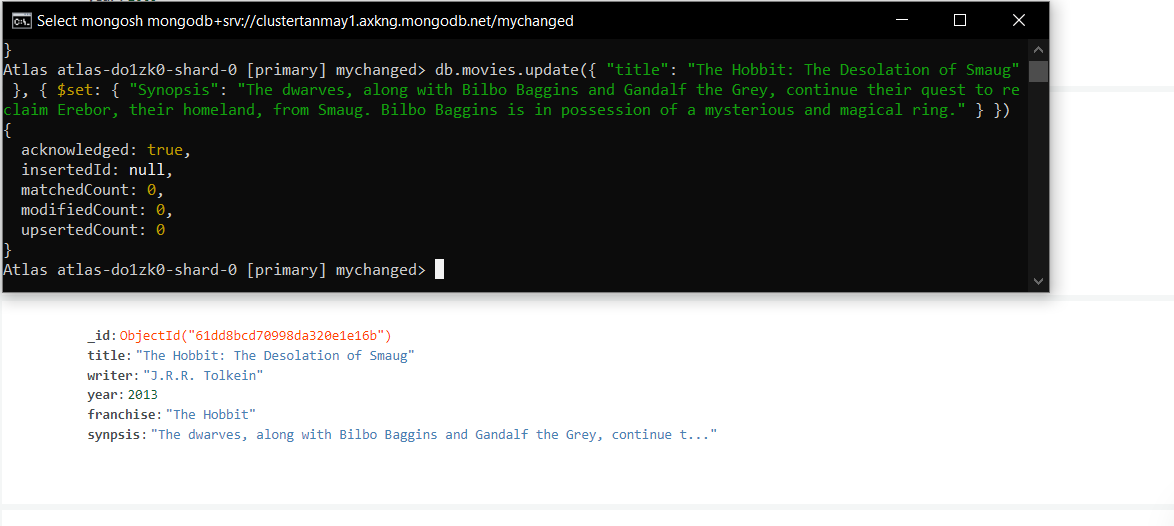 Select mongosh mongodb+srv://clustertanmay1.axkng.mongodb.net/mychanged
}
Atlas atlas-do1zk0-shard-0 [primary] mychanged> db.movies.update({ "title": "The Hobbit: The Desolation of Smaug"
}, { $set: { "Synopsis": "The dwarves, along with Bilbo Baggins and Gandalf the Grey, continue their quest to re
claim Erebor, their homeland, from Smaug. Bilbo Baggins is in possession of a mysterious and magical ring." } })
{
acknowledged: true,
insertedId: null,
matchedCount: 0,
modifiedCount: 0,
upsertedCount: 0
}
Atlas atlas-do1zk0-shard-0 [primary] mychanged>
_id: ObjectId("61dd8bcd70998da320e1e16b")
title: "The Hobbit: The Desolation of Smaug"
writer: "J.R.R. Tolkein"
year: 2013
franchise: "The Hobbit"
synpsis: "The dwarves, along with Bilbo Baggins and Gandalf the Grey, continue t..."